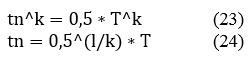 tn^k = 0,5 * T^k (23)
tn = 0,5^(l/k) * T (24)